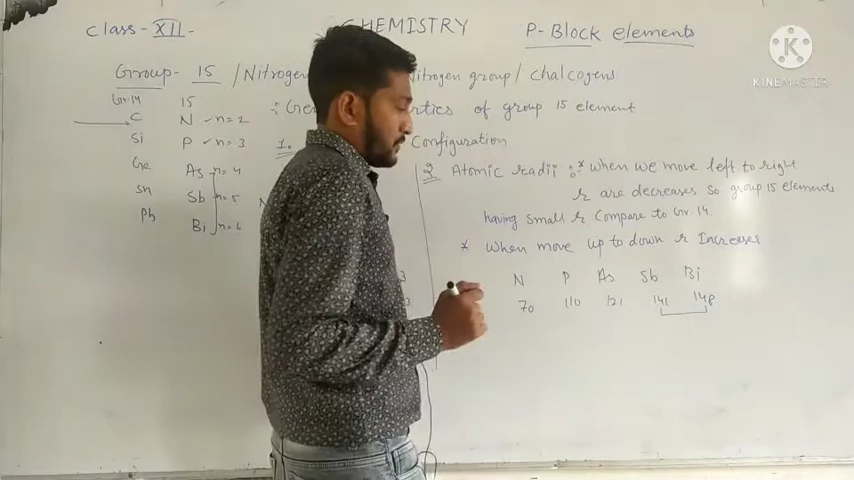 Class - XII -
CHEMISTRY
P-Block elements
Group - 15 / Nitrogen
Nitrogen group / Chalcogens
Gr-14 15
C N - n=2
Si P - n=3
Ge As - n=4
Sn Sb - n=5
Pb Bi - n=6
: Ge
ties of group 15 element
1.
Configuration
2 Atomic radii :* When we move left to right
r are decreases so group 15 elements
having small r Compare to Gr-14.
* When move up to down r Increases
N P As Sb Bi
70 110 121 141 148
K
KINEMASTER